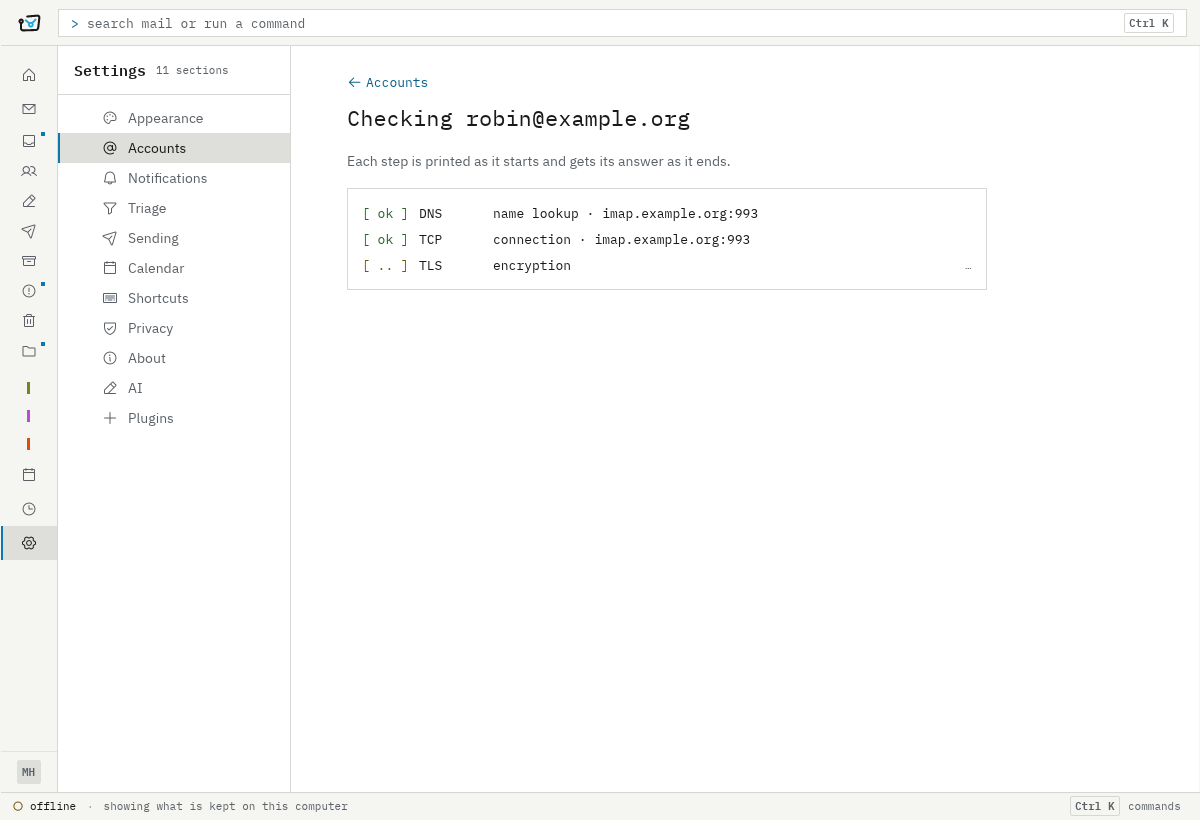 > search mail or run a command Ctrl K
Settings 11 sections
Appearance
Accounts
Notifications
Triage
Sending
Calendar
Shortcuts
Privacy
About
AI
Plugins
← Accounts
Checking robin@example.org
Each step is printed as it starts and gets its answer as it ends.
[ ok ] DNS name lookup · imap.example.org:993
[ ok ] TCP connection · imap.example.org:993
[ .. ] TLS encryption …
MH
offline · showing what is kept on this computer Ctrl K commands